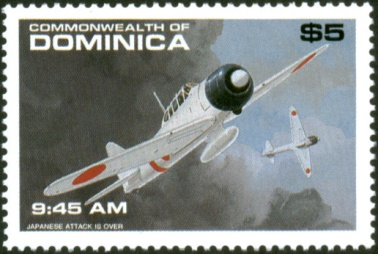 COMMONWEALTH OF
DOMINICA
$5
9:45 AM
JAPANESE ATTACK IS OVER